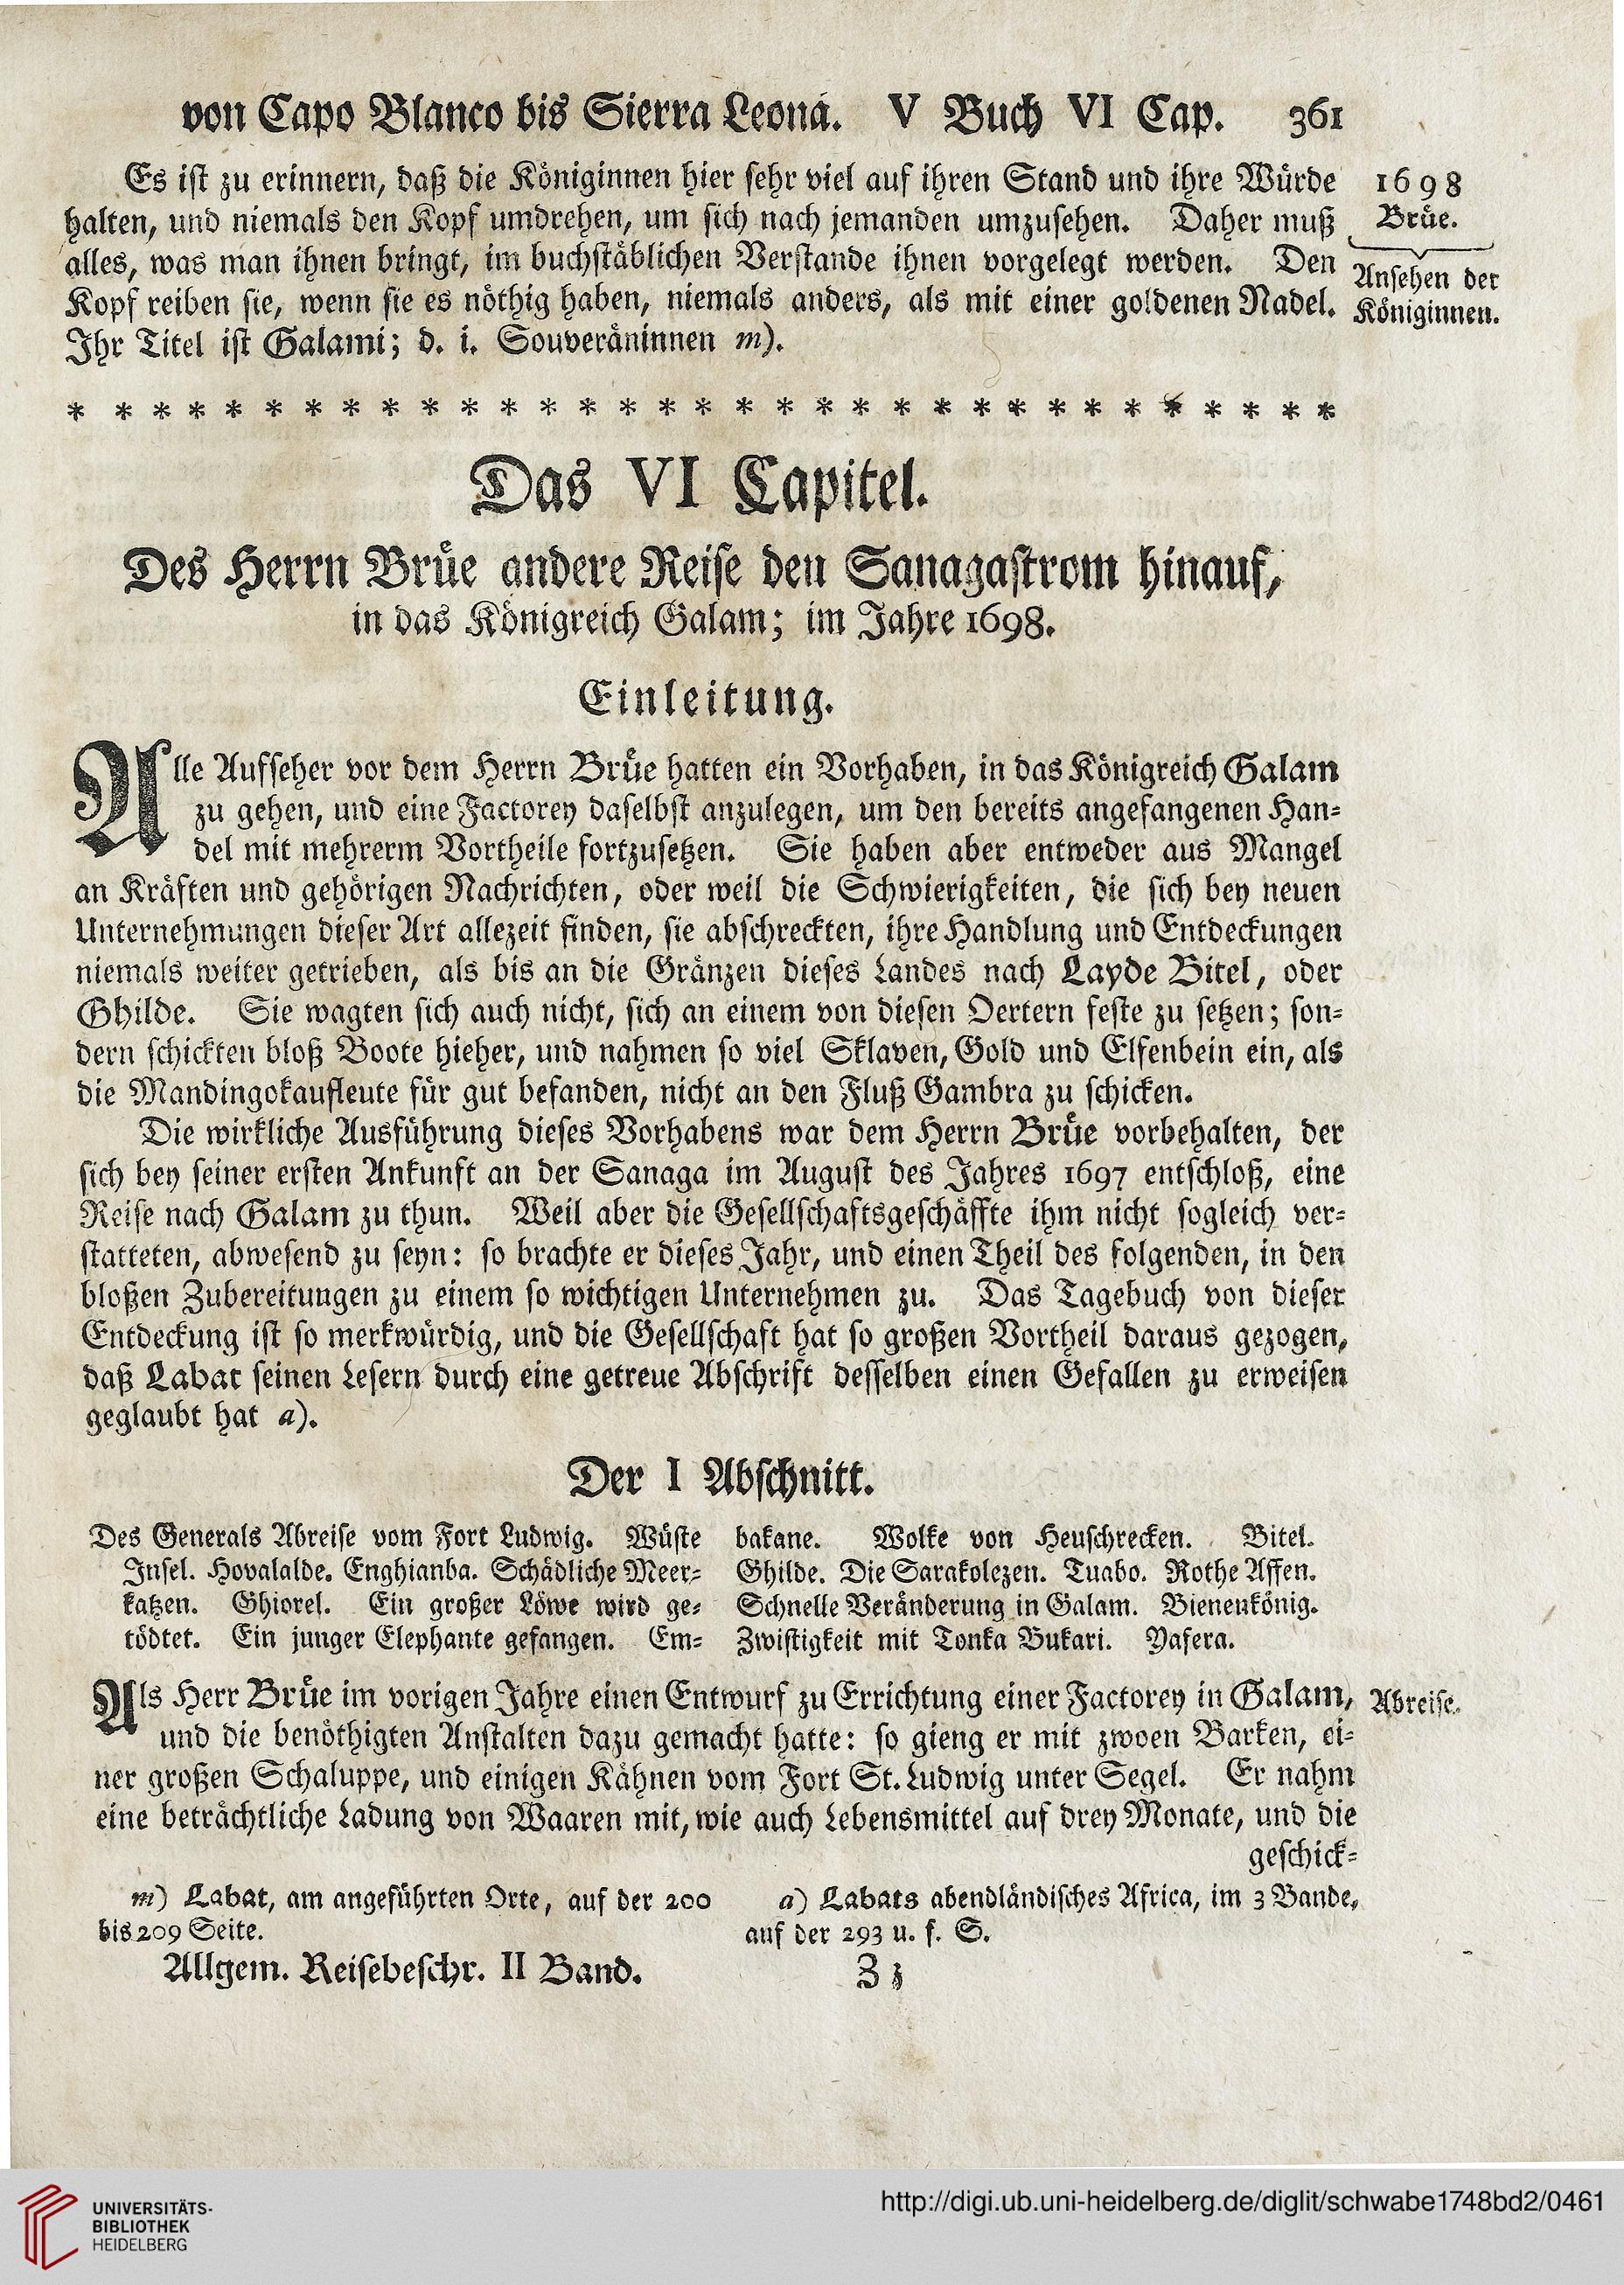 von Capo Blanco bis Sierra Leona. V Buch VI Cap. 361
Es ist zu erinnern, daß die Königinnen hier sehr viel auf ihren Stand und ihre Würde
halten, und niemals den Kopf umdrehen, um sich nach jemanden umzusehen. Daher muß
alles, was man ihnen bringt, im buchstäblichen Verstande ihnen vorgelegt werden. Den
Kopf reiben sie, wenn sie es nöthig haben, niemals anders, als mit einer goldenen Nadel.
Ihr Titel ist Galami; d. i. Souveräninnen m).
1698
Brüe.
Ansehen der
Königinnen.
* * * * * * * * * * * * * * * * * * * * * * * * * * * * * * * * *
Das VI Capitel.
Des Herrn Brüe andere Reise den Sanagastrom hinauf,
in das Königreich Galam; im Jahre 1698.
Einleitung.
Alle Aufseher vor dem Herrn Brüe hatten ein Vorhaben, in das Königreich Galam
zu gehen, und eine Factorey daselbst anzulegen, um den bereits angefangenen Han=
del mit mehrerm Vortheile fortzusetzen. Sie haben aber entweder aus Mangel
an Kräften und gehörigen Nachrichten, oder weil die Schwierigkeiten, die sich bey neuen
Unternehmungen dieser Art allezeit finden, sie abschreckten, ihre Handlung und Entdeckungen
niemals weiter getrieben, als bis an die Gränzen dieses Landes nach Layde Bitel, oder
Ghilde. Sie wagten sich auch nicht, sich an einem von diesen Oertern feste zu setzen; son=
dern schickten bloß Boote hieher, und nahmen so viel Sklaven, Gold und Elfenbein ein, als
die Mandingokaufleute für gut befanden, nicht an den Fluß Gambra zu schicken.
Die wirkliche Ausführung dieses Vorhabens war dem Herrn Brüe vorbehalten, der
sich bey seiner ersten Ankunft an der Sanaga im August des Jahres 1697 entschloß, eine
Reise nach Galam zu thun. Weil aber die Gesellschaftsgeschäffte ihm nicht sogleich ver=
statteten, abwesend zu seyn: so brachte er dieses Jahr, und einen Theil des folgenden, in den
bloßen Zubereitungen zu einem so wichtigen Unternehmen zu. Das Tagebuch von dieser
Entdeckung ist so merkwürdig, und die Gesellschaft hat so großen Vortheil daraus gezogen,
daß Labat seinen Lesern durch eine getreue Abschrift desselben einen Gefallen zu erweisen
geglaubt hat a).
Der I Abschnitt.
Des Generals Abreise vom Fort Ludwig. Wüste
Insel. Hovalalde. Enghianba. Schädliche Meer=
katzen. Ghiorel. Ein großer Löwe wird ge=
tödtet. Ein junger Elephante gefangen. Em=
bakane. Wolke von Heuschrecken. Bitel.
Ghilde. Die Sarakolezen. Tuabo. Rothe Affen.
Schnelle Veränderung in Galam. Bienenkönig.
Zwistigkeit mit Tonka Bukari. Yafera.
Als Herr Brüe im vorigen Jahre einen Entwurf zu Errichtung einer Factorey in Galam,
und die benöthigten Anstalten dazu gemacht hatte: so gieng er mit zwoen Barken, ei=
ner großen Schaluppe, und einigen Kähnen vom Fort St. Ludwig unter Segel. Er nahm
eine beträchtliche Ladung von Waaren mit, wie auch Lebensmittel auf drey Monate, und die
geschick=
Abreise.
m) Labat, am angeführten Orte, auf der 200
bis 209 Seite.
a) Labats abendländisches Africa, im 3 Bande,
auf der 293 u. f. S.
Allgem. Reisebeschr. II Band. Z z
UNIVERSITÄTS-
BIBLIOTHEK
HEIDELBERG
http://digi.ub.uni-heidelberg.de/diglit/schwabe1748bd2/0461